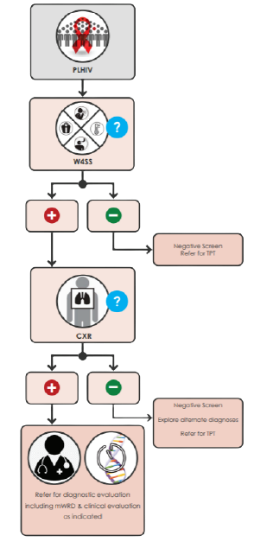 PLHIV
W4SS
?
Negative Screen
Refer for TPT
?
CXR
Negative Screen
Explore alternate diagnoses
Refer for TPT
Refer for diagnostic evaluation
including mWRD & clinical evaluation
as indicated